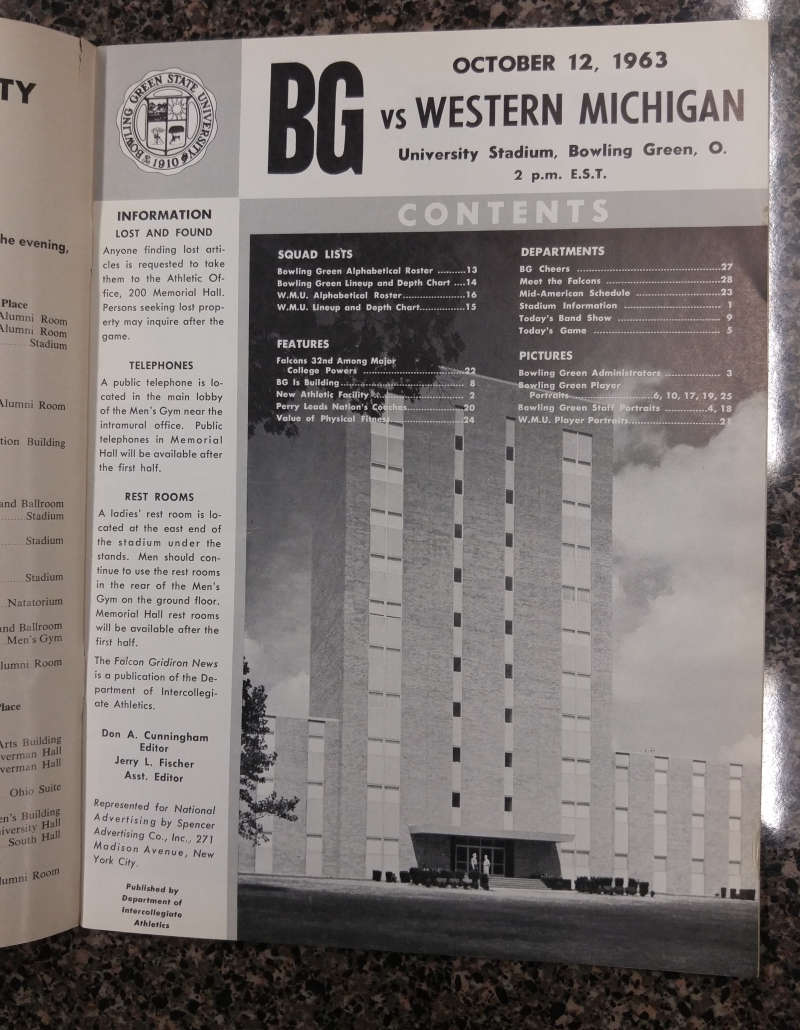 TY
he evening,
Place
Alumni Room
Alumni Room
Stadium
Alumni Room
tion Building
and Ballroom
Stadium
Stadium
Stadium
Natatorium
and Ballroom
Men's Gym
lumni Room
Place
Arts Building
verman Hall
verman Hall
Ohio Suite
en's Building
iversity Hall
South Hall
lumni Room
BOWLING GREEN STATE UNIVERSITY
1910
BG
OCTOBER 12, 1963
vs WESTERN MICHIGAN
University Stadium, Bowling Green, O.
2 p.m. E.S.T.
INFORMATION
LOST AND FOUND
Anyone finding lost arti-
cles is requested to take
them to the Athletic Of-
fice, 200 Memorial Hall.
Persons seeking lost prop-
erty may inquire after the
game.
TELEPHONES
A public telephone is lo-
cated in the main lobby
of the Men's Gym near the
intramural office. Public
telephones in Memorial
Hall will be available after
the first half.
REST ROOMS
A ladies' rest room is lo-
cated at the east end of
the stadium under the
stands. Men should con-
tinue to use the rest rooms
in the rear of the Men's
Gym on the ground floor.
Memorial Hall rest rooms
will be available after the
first half.
The Falcon Gridiron News
is a publication of the De-
partment of Intercollegi-
ate Athletics.
Don A. Cunningham
Editor
Jerry L. Fischer
Asst. Editor
Represented for National
Advertising by Spencer
Advertising Co., Inc., 271
Madison Avenue, New
York City.
Published by
Department of
Intercollegiate
Athletics
CONTENTS
SQUAD LISTS
Bowling Green Alphabetical Roster ..........13
Bowling Green Lineup and Depth Chart ....14
W.M.U. Alphabetical Roster....................16
W.M.U. Lineup and Depth Chart..............15
FEATURES
Falcons 32nd Among Major
College Powers ..........................22
BG Is Building..................................8
New Athletic Facility ........................2
Perry Leads Nation's Coaches..............20
Value of Physical Fitness....................24
DEPARTMENTS
BG Cheers ....................................27
Meet the Falcons ............................28
Mid-American Schedule ....................23
Stadium Information ........................1
Today's Band Show ..........................9
Today's Game ................................5
PICTURES
Bowling Green Administrators ..............3
Bowling Green Player
Portraits ......................6, 10, 17, 19, 25
Bowling Green Staff Portraits ............4, 18
W.M.U. Player Portraits......................21